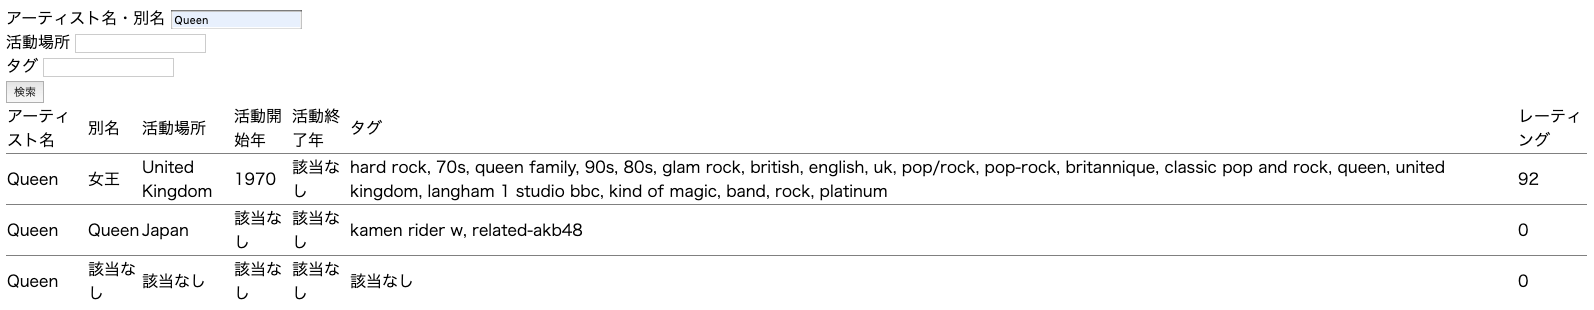 アーティスト名・別名 Queen
活動場所
タグ
検索
アーティスト名 別名 活動場所 活動開始年 活動終了年 タグ レーティング
Queen 女王 United Kingdom 1970 該当なし hard rock, 70s, queen family, 90s, 80s, glam rock, british, english, uk, pop/rock, pop-rock, britannique, classic pop and rock, queen, united kingdom, langham 1 studio bbc, kind of magic, band, rock, platinum 92
Queen Queen Japan 該当なし 該当なし kamen rider w, related-akb48 0
Queen 該当なし 該当なし 該当なし 該当なし 該当なし 0